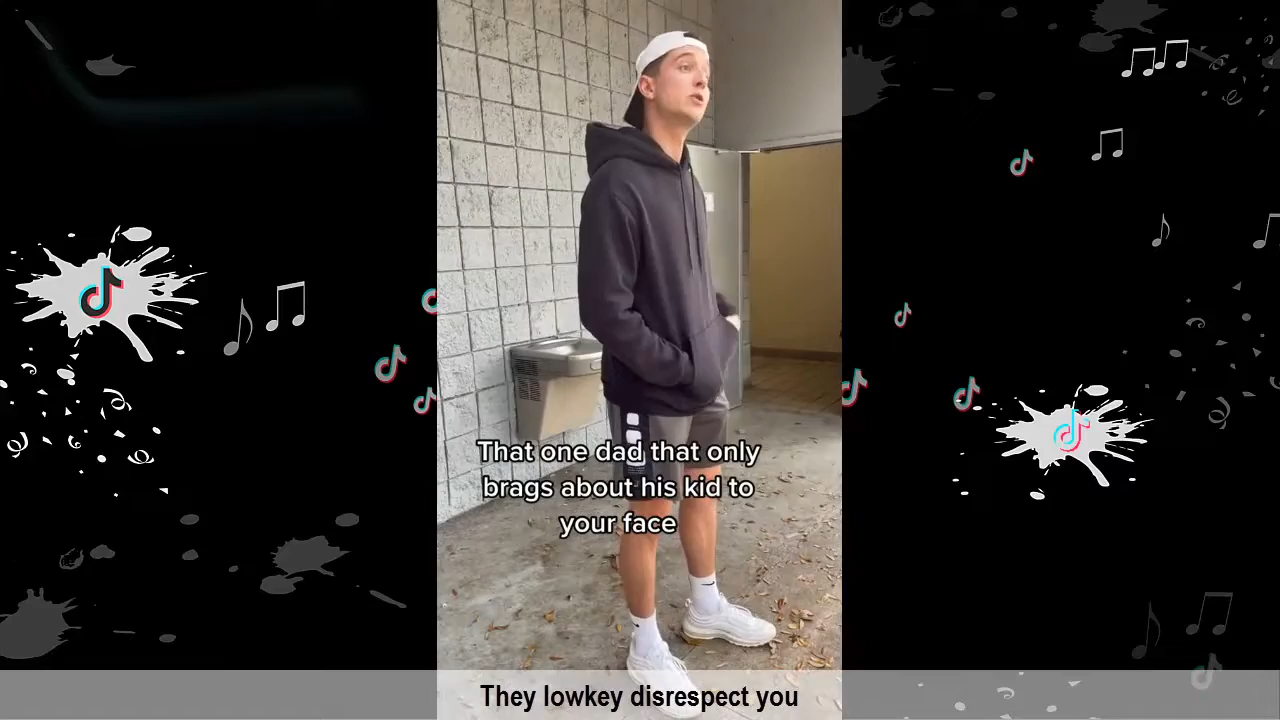 That one dad that only
brags about his kid to
your face
They lowkey disrespect you